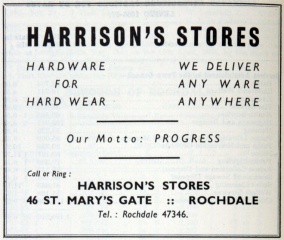 HARRISON'S STORES
HARDWARE WE DELIVER
FOR ANY WARE
HARD WEAR ANYWHERE
Our Motto: PROGRESS
Call or Ring :
HARRISON'S STORES
46 ST. MARY'S GATE :: ROCHDALE
Tel. : Rochdale 47346.